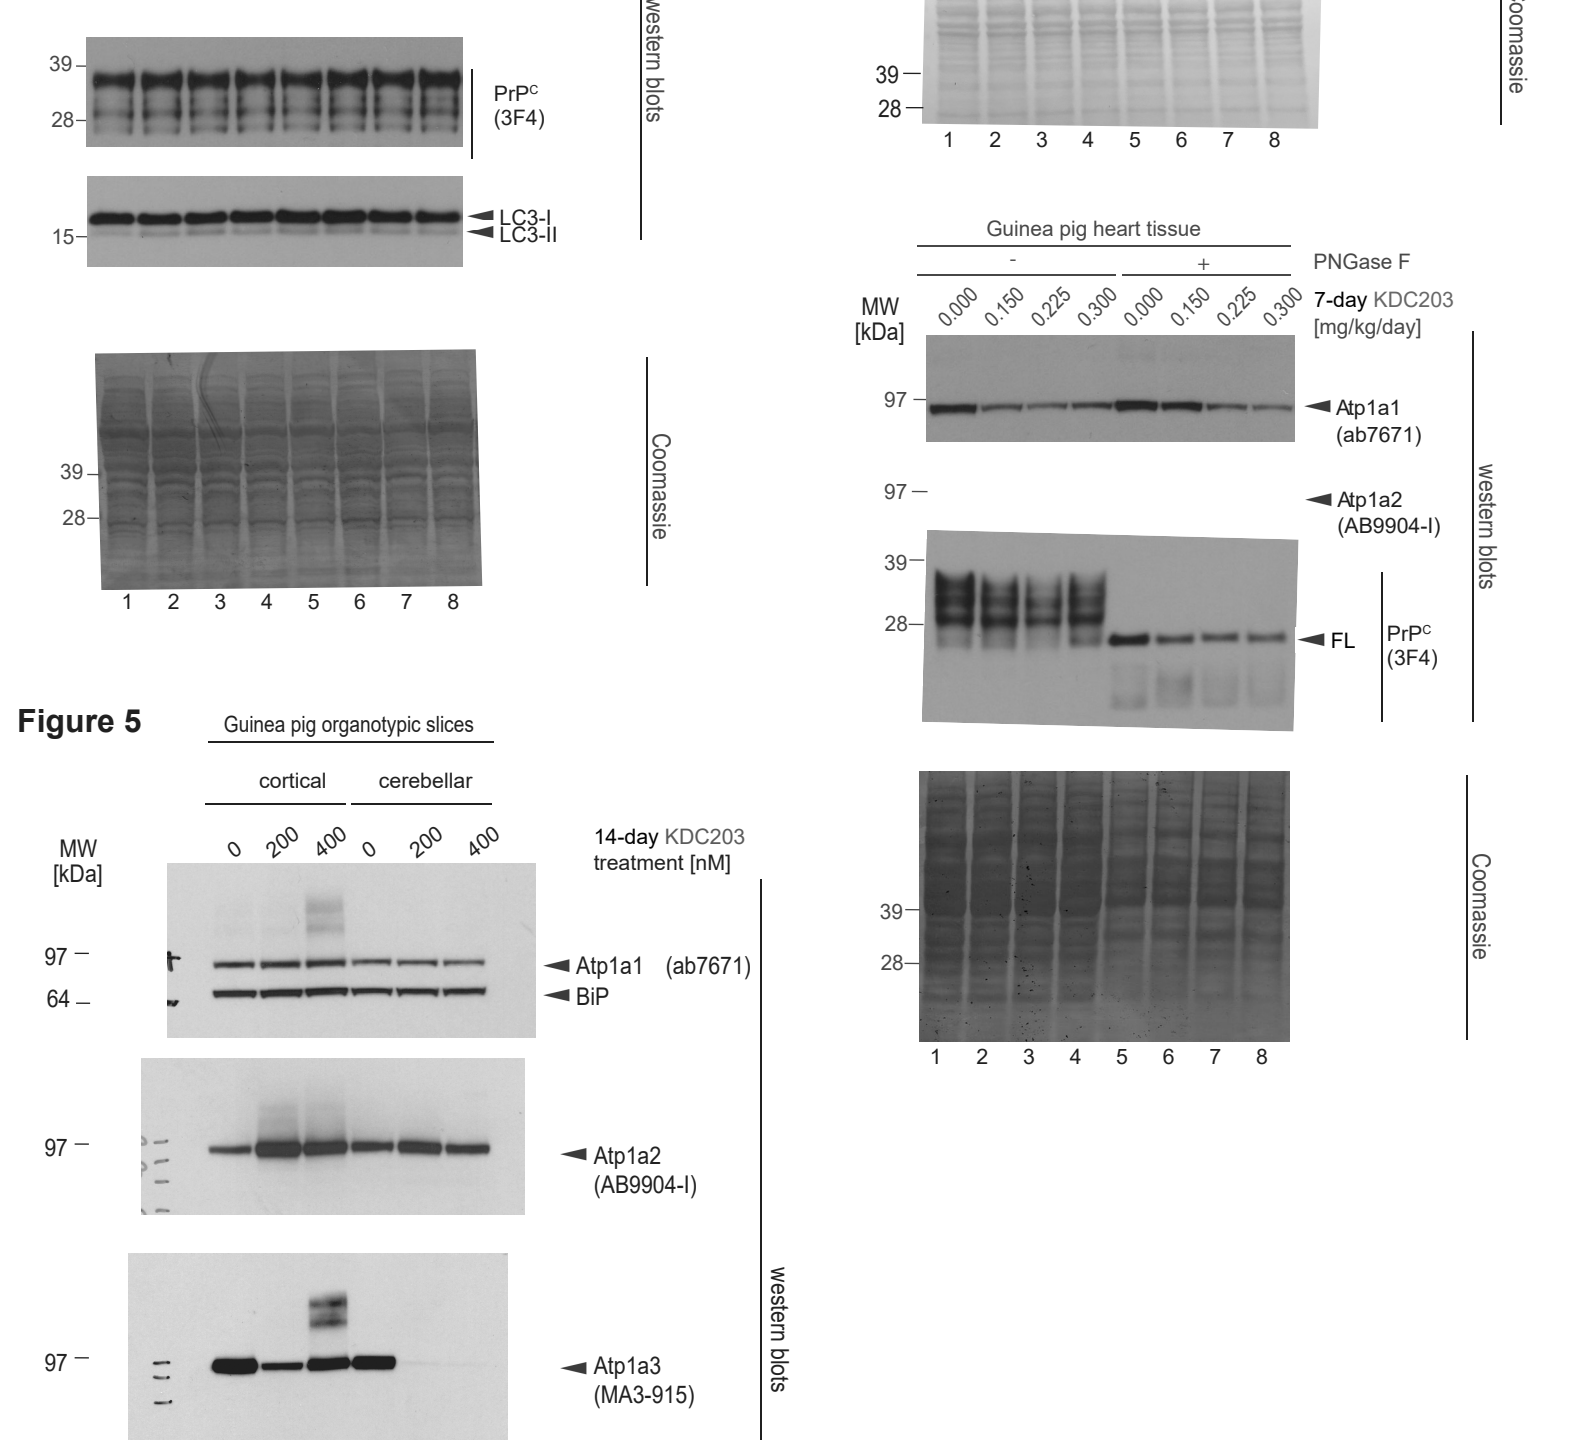 western blots
39
28
PrPC
(3F4)
LC3-I
LC3-II
15
39
28
Coomassie
1 2 3 4 5 6 7 8
Figure 5
Guinea pig organotypic slices
cortical cerebellar
MW
[kDa]
0 200 400 0 200 400
14-day KDC203
treatment [nM]
97
64
Atp1a1 (ab7671)
BiP
97
Atp1a2
(AB9904-I)
97
Atp1a3
(MA3-915)
western blots
39
28
1 2 3 4 5 6 7 8
Coomassie
Guinea pig heart tissue
- + PNGase F
MW
[kDa]
0.000 0.150 0.225 0.300 0.000 0.150 0.225 0.300
7-day KDC203
[mg/kg/day]
97
Atp1a1
(ab7671)
97
Atp1a2
(AB9904-I)
western blots
39
28
FL
PrPC
(3F4)
39
28
Coomassie
1 2 3 4 5 6 7 8